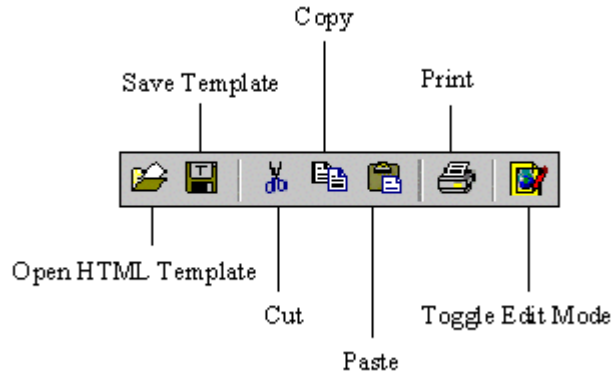 Copy
Save Template
Print
T
Open HTML Template
Cut
Toggle Edit Mode
Paste